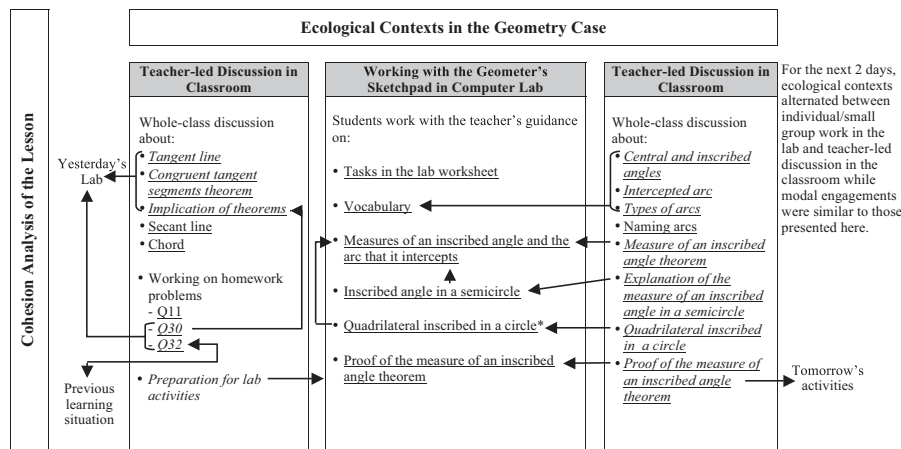 Ecological Contexts in the Geometry Case
Cohesion Analysis of the Lesson
Yesterday's
Lab
Previous
learning
situation
Teacher-led Discussion in
Classroom
Whole-class discussion
about:
• Tangent line
• Congruent tangent
segments theorem
• Implication of theorems
• Secant line
• Chord
• Working on homework
problems
- Q11
- Q30
- Q32
• Preparation for lab
activities
Working with the Geometer's
Sketchpad in Computer Lab
Students work with the teacher's guidance
on:
• Tasks in the lab worksheet
• Vocabulary
• Measures of an inscribed angle and the
arc that it intercepts
• Inscribed angle in a semicircle
• Quadrilateral inscribed in a circle*
• Proof of the measure of an inscribed
angle theorem
Teacher-led Discussion in
Classroom
Whole-class discussion
about:
• Central and inscribed
angles
• Intercepted arc
• Types of arcs
• Naming arcs
• Measure of an inscribed
angle theorem
• Explanation of the
measure of an inscribed
angle in a semicircle
• Quadrilateral inscribed
in a circle
• Proof of the measure of
an inscribed angle
theorem
For the next 2 days,
ecological contexts
alternated between
individual/small
group work in the
lab and teacher-led
discussion in the
classroom while
modal engagements
were similar to those
presented here.
Tomorrow's
activities